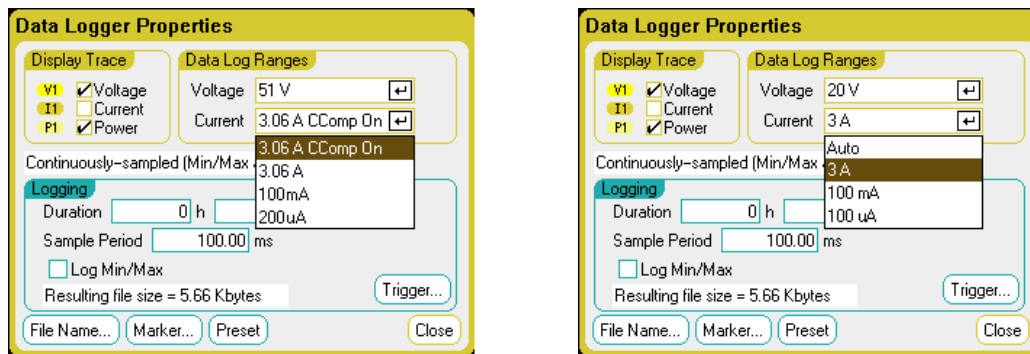 Data Logger Properties
Display Trace
Data Log Ranges
V1 Voltage
I1 Current
P1 Power
Voltage 51 V
Current 3.06 A CComp On
3.06 A CComp On
3.06 A
100mA
200uA
Continuously-sampled (Min/Max
Logging
Duration 0 h
Sample Period 100.00 ms
Log Min/Max
Resulting file size = 5.66 Kbytes
Trigger...
File Name... Marker... Preset Close
Data Logger Properties
Display Trace
Data Log Ranges
V1 Voltage
I1 Current
P1 Power
Voltage 20 V
Current 3 A
Auto
3 A
100 mA
100 uA
Continuously-sampled (Min/Max
Logging
Duration 0 h
Sample Period 100.00 ms
Log Min/Max
Resulting file size = 5.66 Kbytes
Trigger...
File Name... Marker... Preset Close